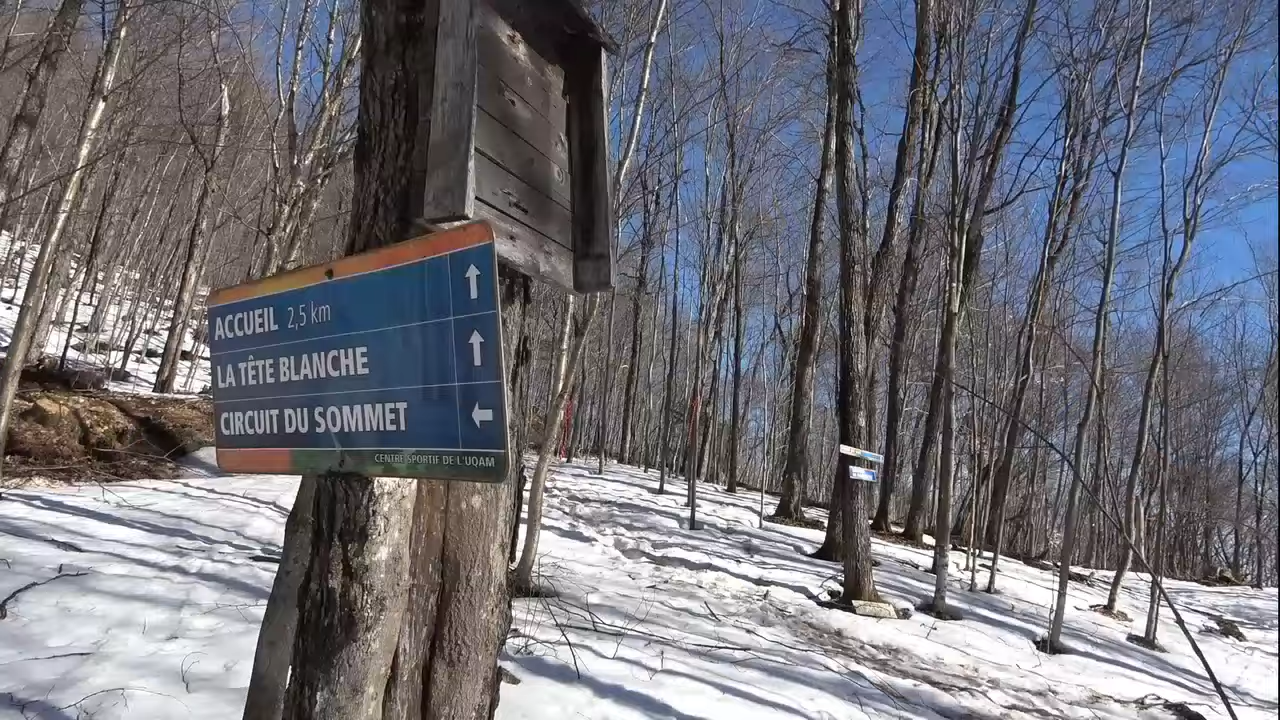 ACCUEIL 2,5 km ↑
LA TÊTE BLANCHE ↑
CIRCUIT DU SOMMET ←
CENTRE SPORTIF DE L'UQAM